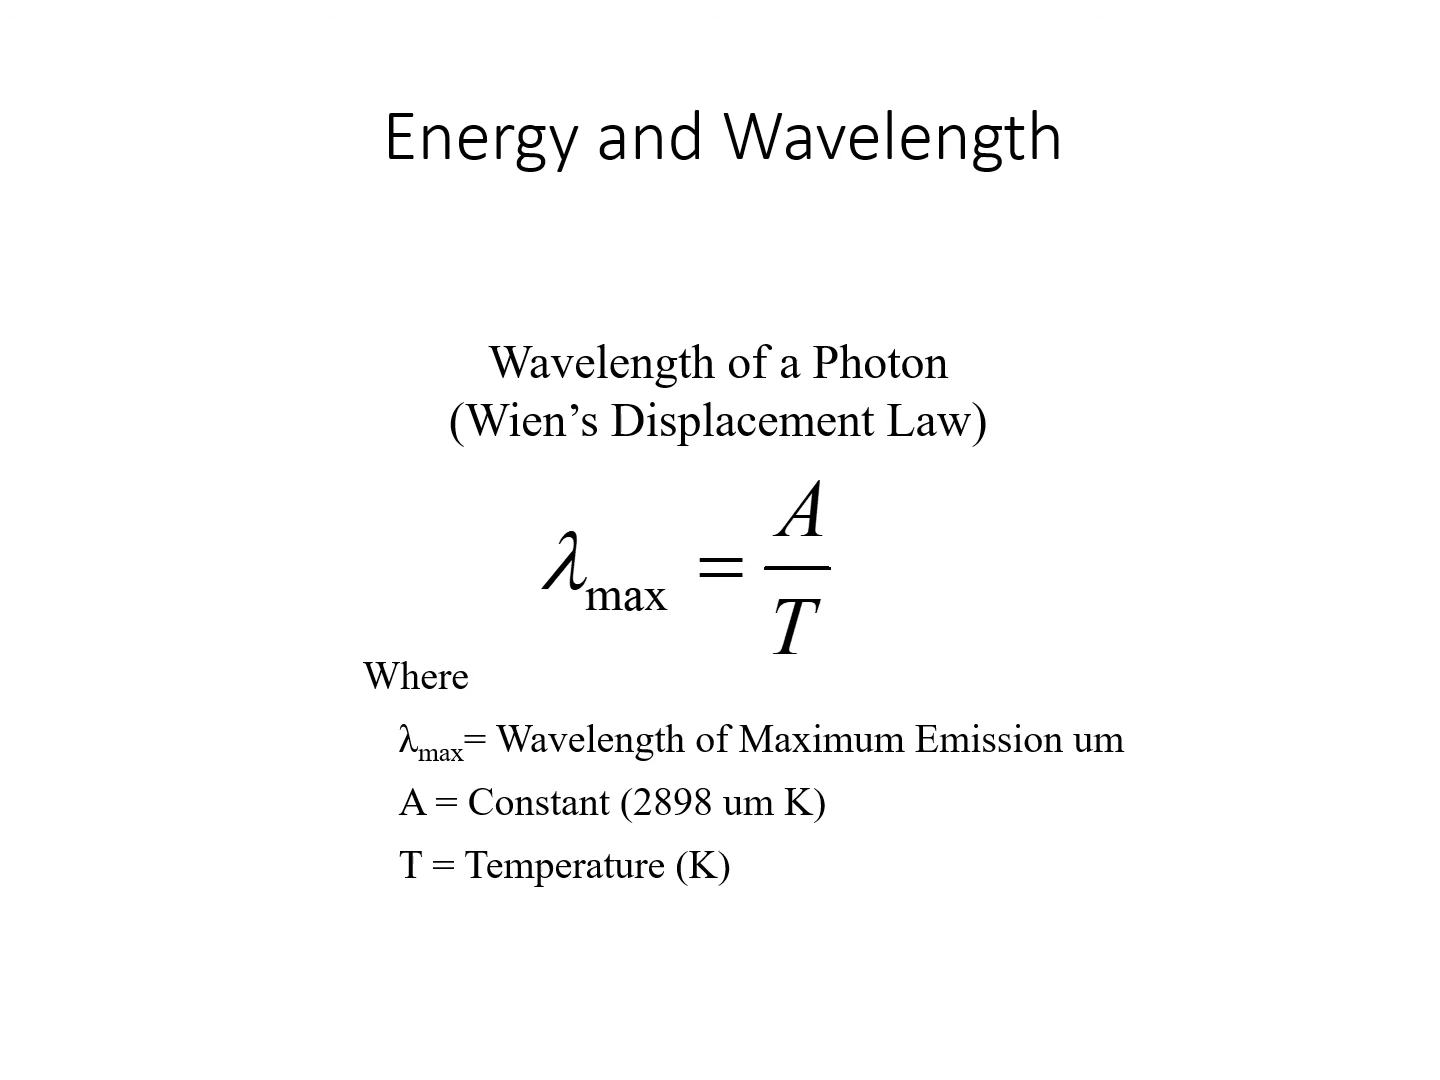 Energy and Wavelength
Wavelength of a Photon
(Wien’s Displacement Law)
λmax = A/T
Where
λmax= Wavelength of Maximum Emission um
A = Constant (2898 um K)
T = Temperature (K)